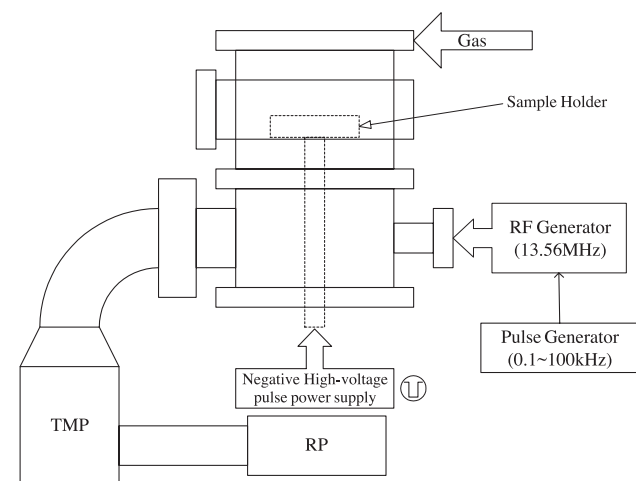 Gas
Sample Holder
RF Generator
(13.56MHz)
Pulse Generator
(0.1~100kHz)
Negative High-voltage
pulse power supply
TMP
RP